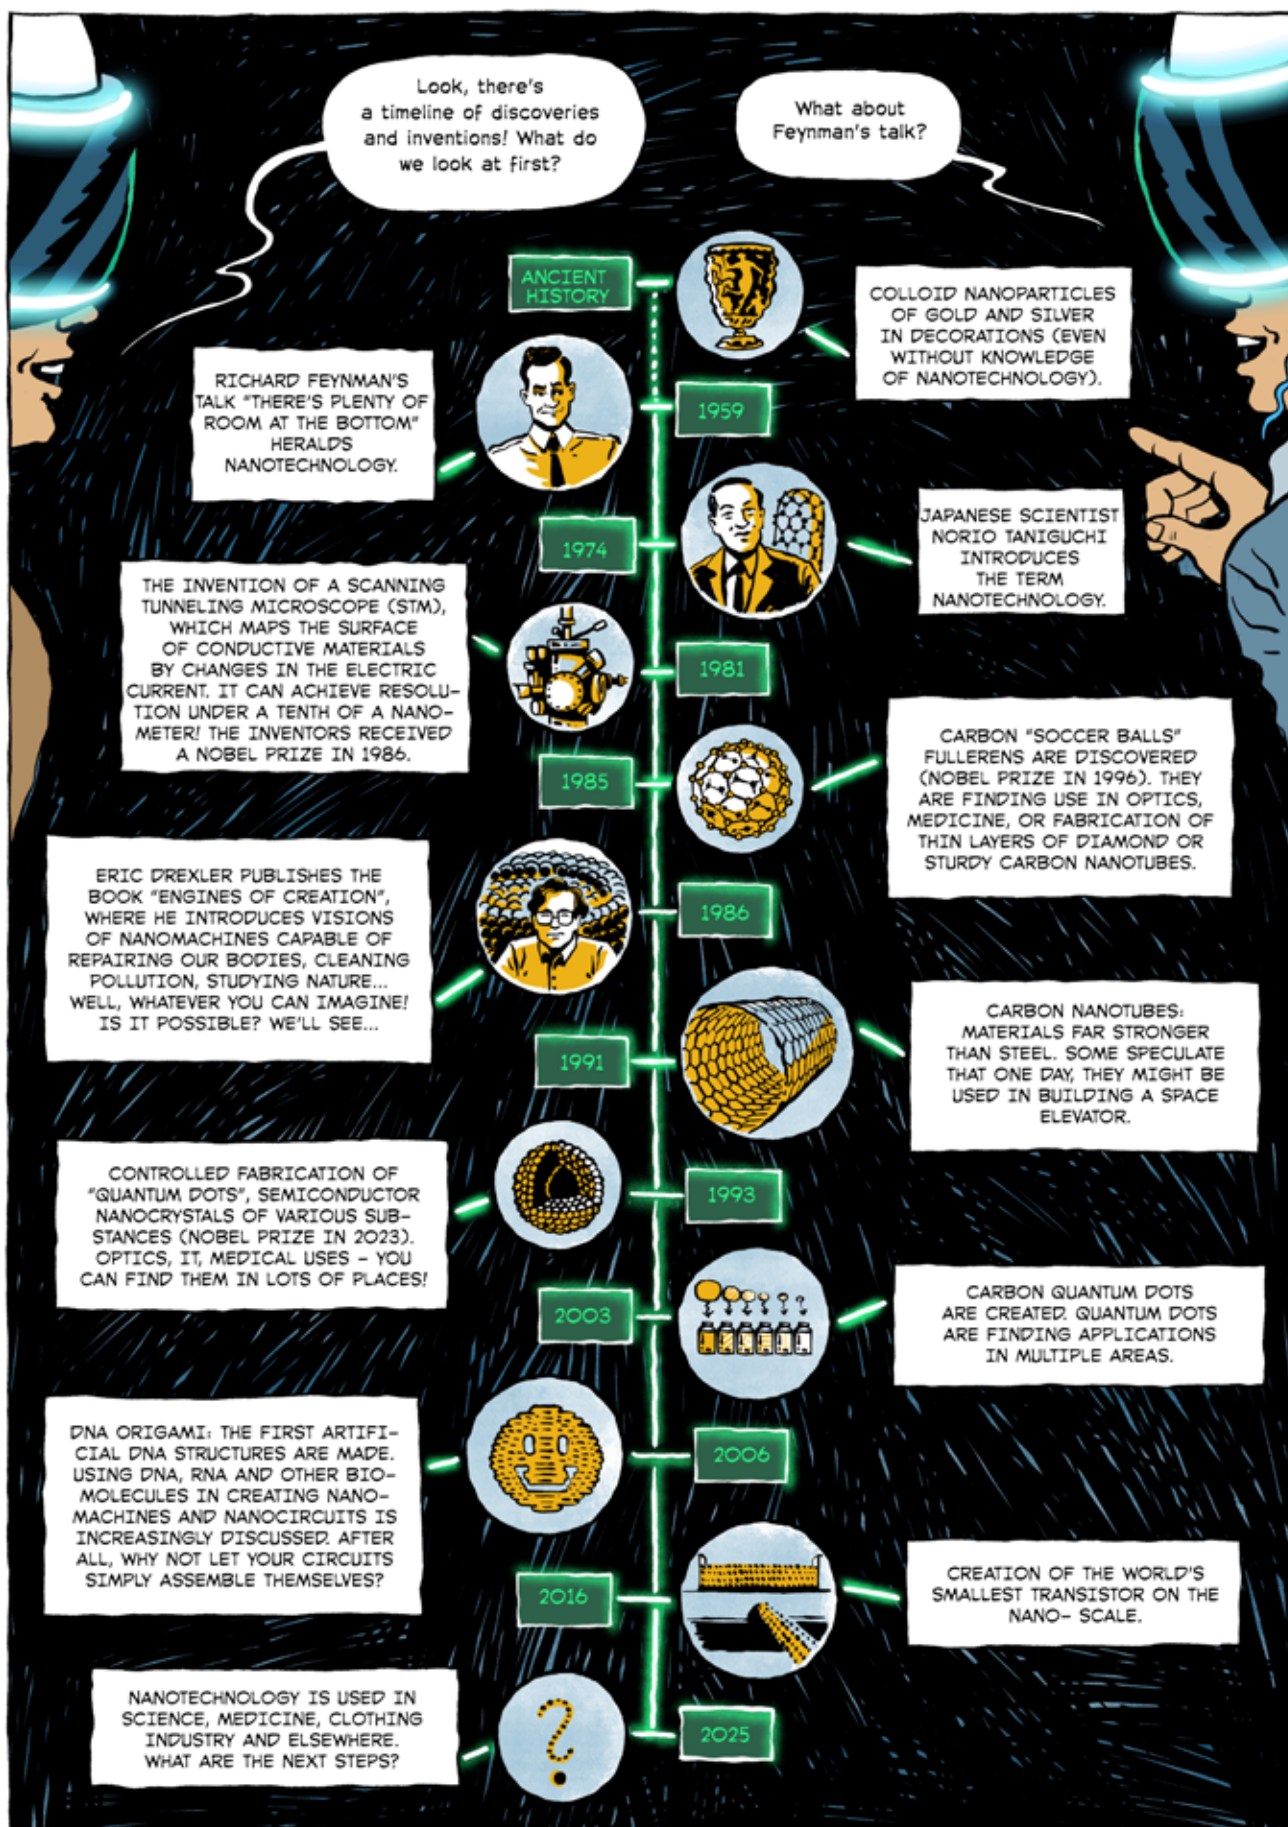 Look, there's
a timeline of discoveries
and inventions! What do
we look at first?
What about
Feynman's talk?
ANCIENT
HISTORY
COLLOID NANOPARTICLES
OF GOLD AND SILVER
IN DECORATIONS (EVEN
WITHOUT KNOWLEDGE
OF NANOTECHNOLOGY).
1959
RICHARD FEYNMAN'S
TALK "THERE'S PLENTY OF
ROOM AT THE BOTTOM"
HERALDS
NANOTECHNOLOGY.
1974
JAPANESE SCIENTIST
NORIO TANIGUCHI
INTRODUCES
THE TERM
NANOTECHNOLOGY.
1981
THE INVENTION OF A SCANNING
TUNNELING MICROSCOPE (STM),
WHICH MAPS THE SURFACE
OF CONDUCTIVE MATERIALS
BY CHANGES IN THE ELECTRIC
CURRENT. IT CAN ACHIEVE RESOLU-
TION UNDER A TENTH OF A NANO-
METER! THE INVENTORS RECEIVED
A NOBEL PRIZE IN 1986.
1985
CARBON "SOCCER BALLS"
FULLERENS ARE DISCOVERED
(NOBEL PRIZE IN 1996). THEY
ARE FINDING USE IN OPTICS,
MEDICINE, OR FABRICATION OF
THIN LAYERS OF DIAMOND OR
STURDY CARBON NANOTUBES.
1986
ERIC DREXLER PUBLISHES THE
BOOK "ENGINES OF CREATION",
WHERE HE INTRODUCES VISIONS
OF NANOMACHINES CAPABLE OF
REPAIRING OUR BODIES, CLEANING
POLLUTION, STUDYING NATURE...
WELL, WHATEVER YOU CAN IMAGINE!
IS IT POSSIBLE? WE'LL SEE...
1991
CARBON NANOTUBES:
MATERIALS FAR STRONGER
THAN STEEL. SOME SPECULATE
THAT ONE DAY, THEY MIGHT BE
USED IN BUILDING A SPACE
ELEVATOR.
1993
CONTROLLED FABRICATION OF
"QUANTUM DOTS", SEMICONDUCTOR
NANOCRYSTALS OF VARIOUS SUB-
STANCES (NOBEL PRIZE IN 2023).
OPTICS, IT, MEDICAL USES – YOU
CAN FIND THEM IN LOTS OF PLACES!
2003
CARBON QUANTUM DOTS
ARE CREATED. QUANTUM DOTS
ARE FINDING APPLICATIONS
IN MULTIPLE AREAS.
2006
DNA ORIGAMI: THE FIRST ARTIFI-
CIAL DNA STRUCTURES ARE MADE.
USING DNA, RNA AND OTHER BIO-
MOLECULES IN CREATING NANO-
MACHINES AND NANOCIRCUITS IS
INCREASINGLY DISCUSSED. AFTER
ALL, WHY NOT LET YOUR CIRCUITS
SIMPLY ASSEMBLE THEMSELVES?
2016
CREATION OF THE WORLD'S
SMALLEST TRANSISTOR ON THE
NANO- SCALE.
2025
NANOTECHNOLOGY IS USED IN
SCIENCE, MEDICINE, CLOTHING
INDUSTRY AND ELSEWHERE.
WHAT ARE THE NEXT STEPS?
?